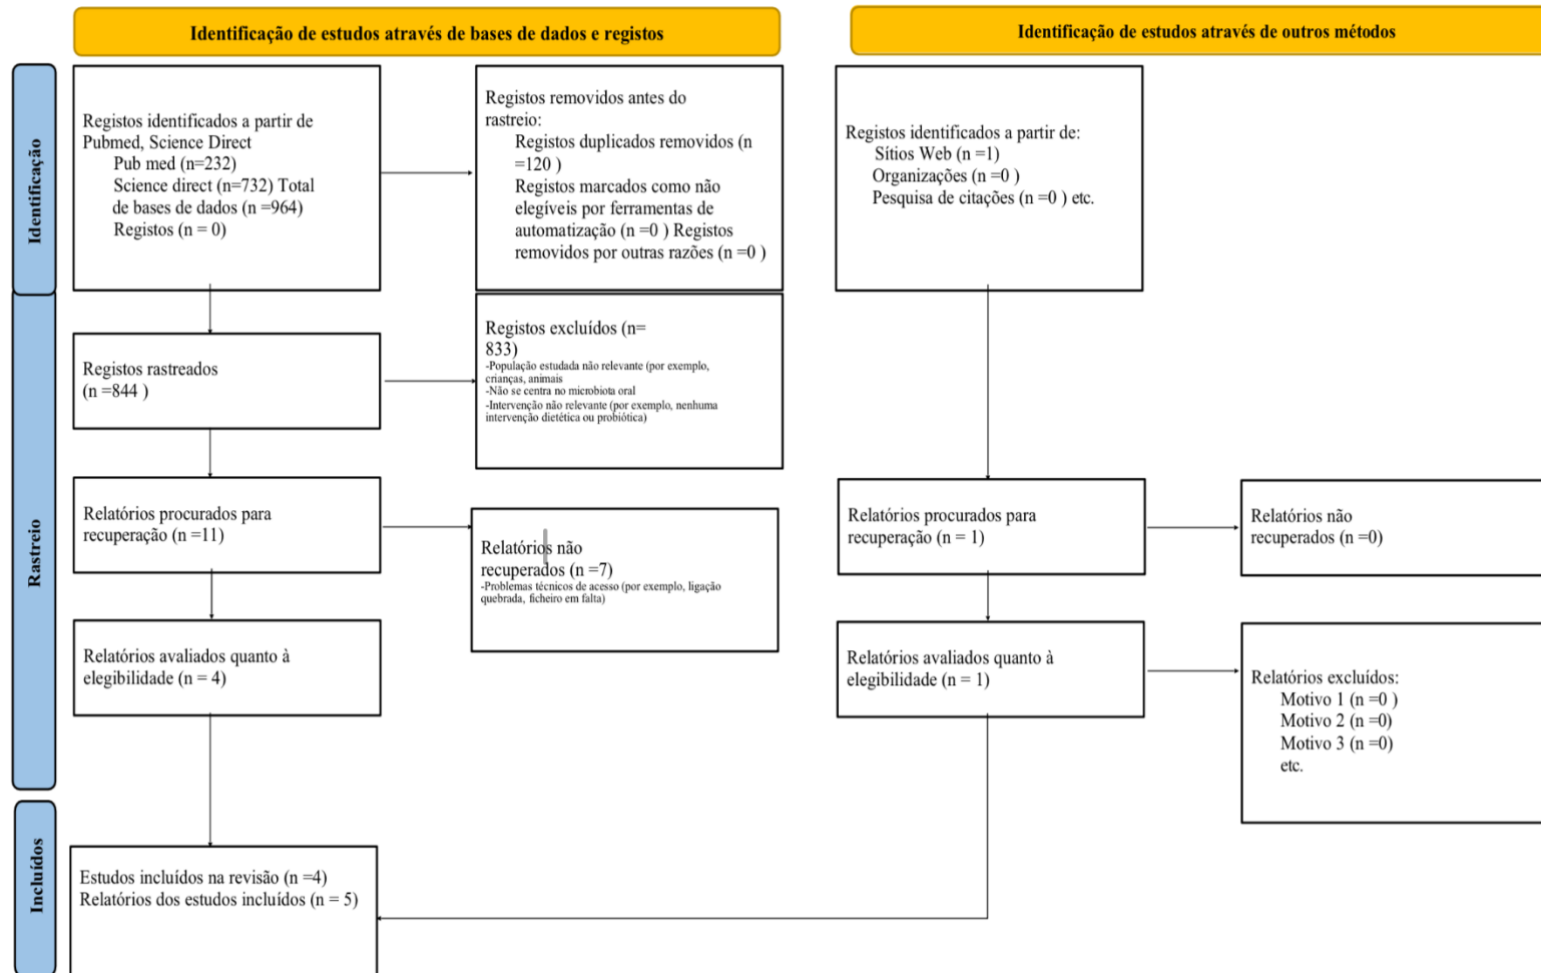 Identificação de estudos através de bases de dados e registos
Identificação de estudos através de outros métodos
Identificação
Registos identificados a partir de
Pubmed, Science Direct
Pub med (n=232)
Science direct (n=732) Total
de bases de dados (n =964)
Registos (n = 0)
Registos removidos antes do
rastreio:
Registos duplicados removidos (n
=120 )
Registos marcados como não
elegíveis por ferramentas de
automatização (n =0 ) Registos
removidos por outras razões (n =0 )
Registos identificados a partir de:
Sítios Web (n =1)
Organizações (n =0 )
Pesquisa de citações (n =0 ) etc.
Rastreio
Registos rastreados
(n =844 )
Registos excluídos (n=
833)
-População estudada não relevante (por exemplo,
crianças, animais
-Não se centra no microbiota oral
-Intervenção não relevante (por exemplo, nenhuma
intervenção dietética ou probiótica)
Relatórios procurados para
recuperação (n =11)
Relatórios não
recuperados (n =7)
-Problemas técnicos de acesso (por exemplo, ligação
quebrada, ficheiro em falta)
Relatórios procurados para
recuperação (n = 1)
Relatórios não
recuperados (n =0)
Relatórios avaliados quanto à
elegibilidade (n = 4)
Relatórios avaliados quanto à
elegibilidade (n = 1)
Relatórios excluídos:
Motivo 1 (n =0 )
Motivo 2 (n =0)
Motivo 3 (n =0)
etc.
Incluídos
Estudos incluídos na revisão (n =4)
Relatórios dos estudos incluídos (n = 5)